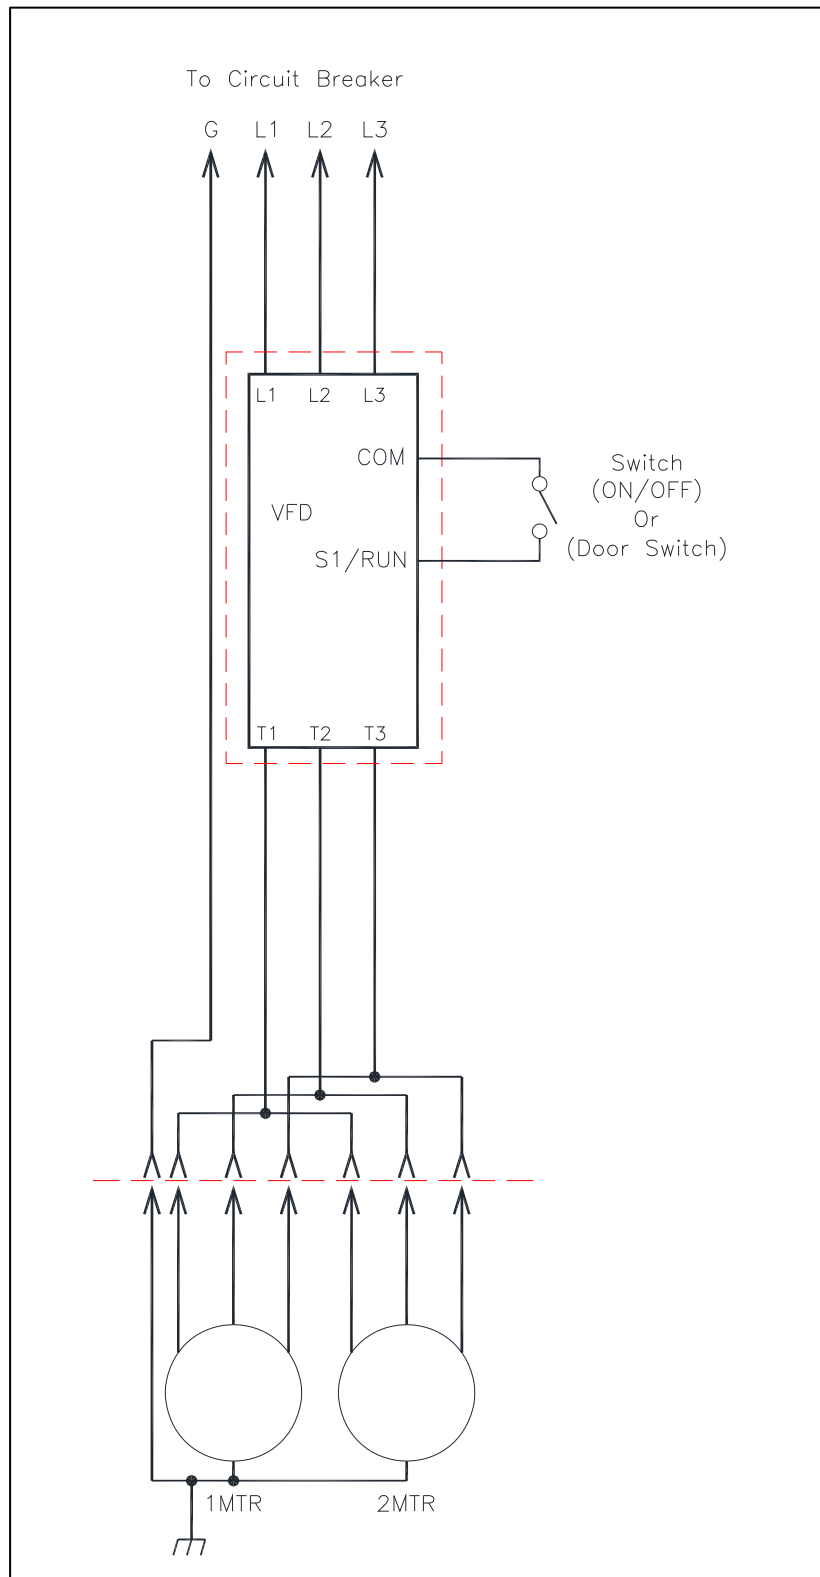 To Circuit Breaker
G L1 L2 L3
L1 L2 L3
COM
Switch
(ON/OFF)
Or
(Door Switch)
VFD
S1/RUN
T1 T2 T3
1MTR 2MTR